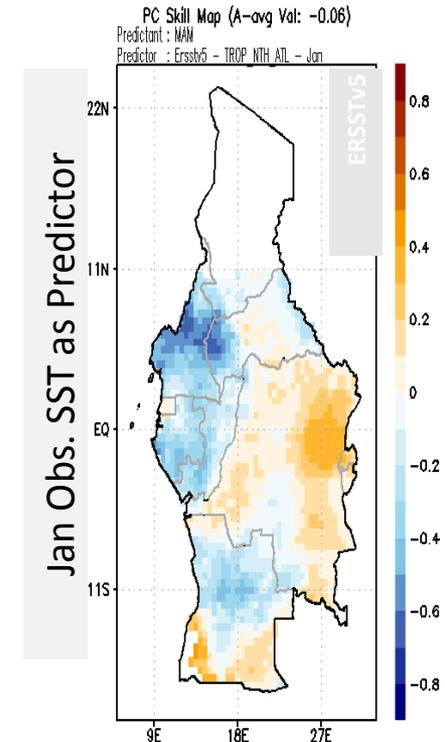 PC Skill Map (A-avg Val: -0.06)
Predictant : MAM
Predictor : Ersstv5 - TROP_NTH_ATL - Jan
ERSSTv5
Jan Obs. SST as Predictor
22N
11N
EQ
11S
9E 18E 27E
0.8
0.6
0.4
0.2
0
-0.2
-0.4
-0.6
-0.8